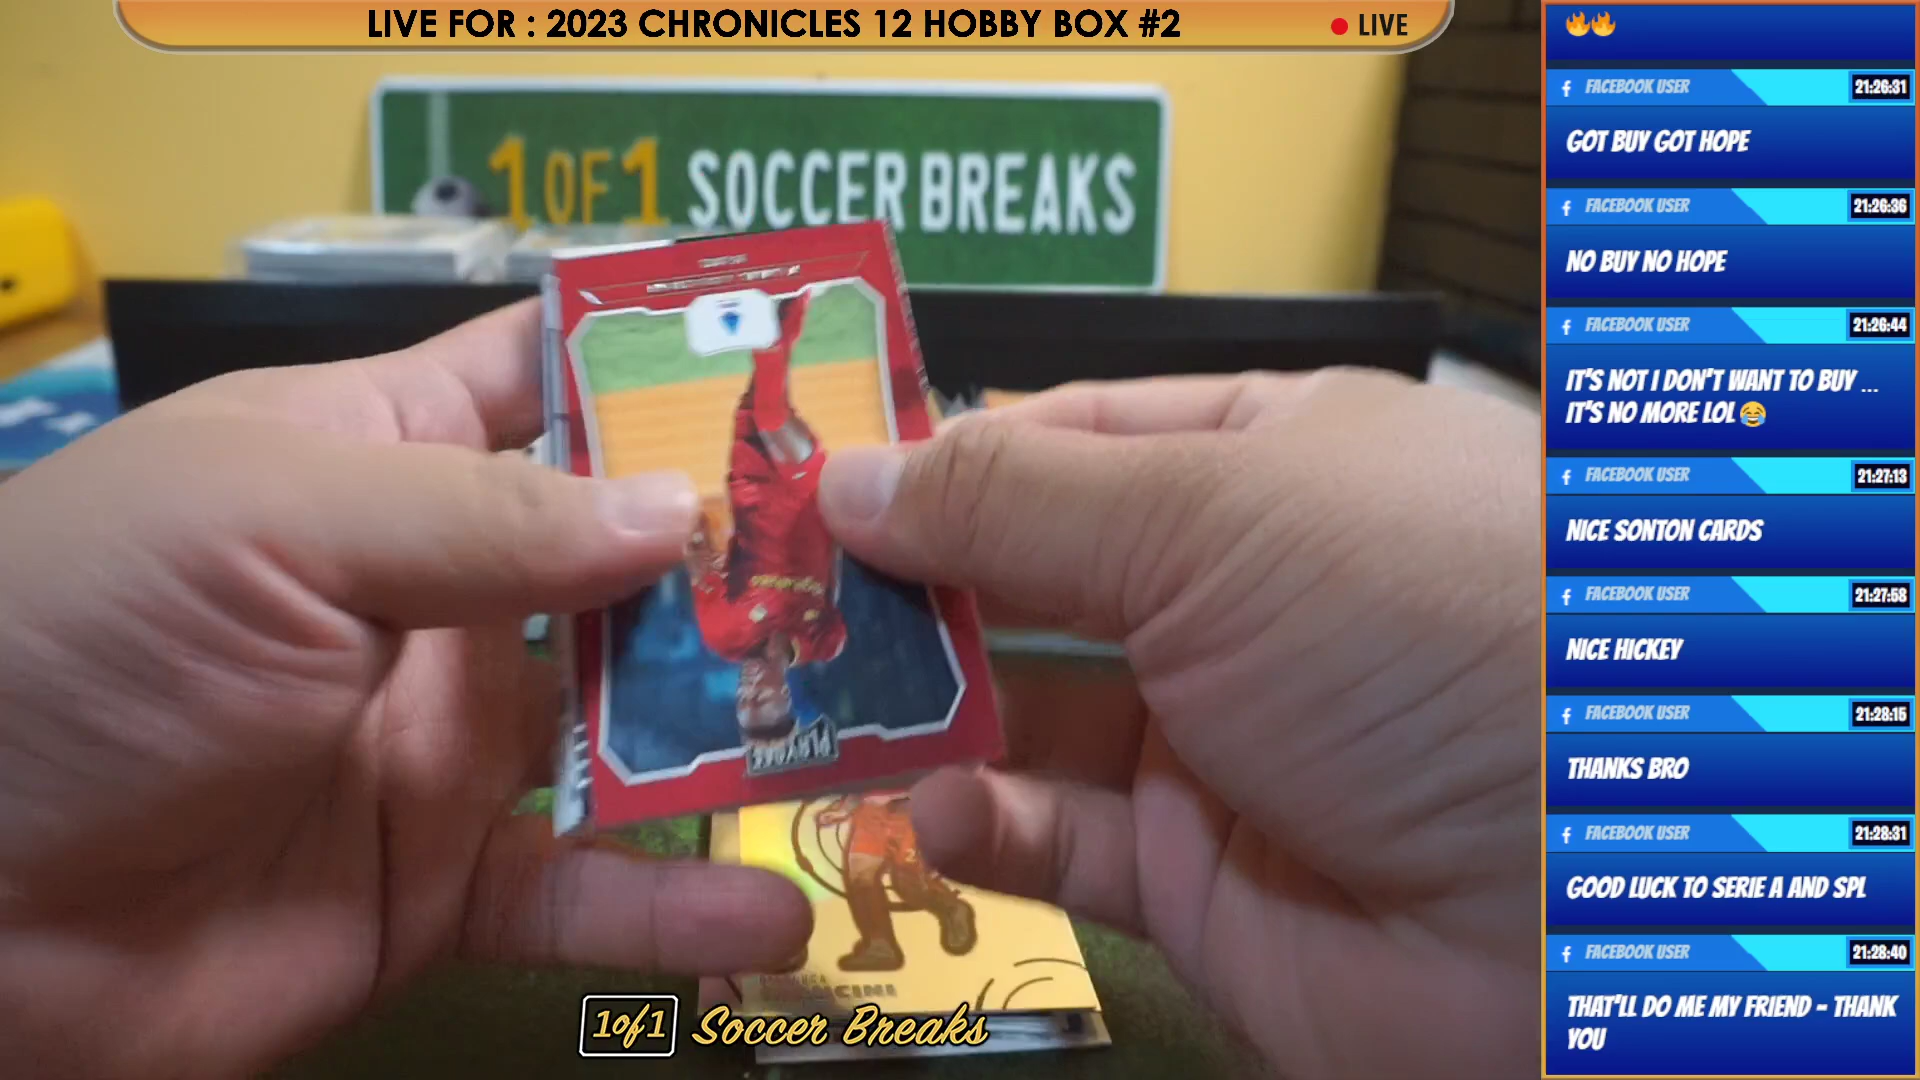 LIVE FOR : 2023 CHRONICLES 12 HOBBY BOX #2
LIVE
1 OF 1 SOCCER BREAKS
PLAYOFF
1of1 Soccer Breaks
FACEBOOK USER 21:26:31
GOT BUY GOT HOPE
FACEBOOK USER 21:26:36
NO BUY NO HOPE
FACEBOOK USER 21:26:44
IT'S NOT I DON'T WANT TO BUY ...
IT'S NO MORE LOL 😂
FACEBOOK USER 21:27:13
NICE SONTON CARDS
FACEBOOK USER 21:27:58
NICE HICKEY
FACEBOOK USER 21:28:15
THANKS BRO
FACEBOOK USER 21:28:31
GOOD LUCK TO SERIE A AND SPL
FACEBOOK USER 21:28:40
THAT'LL DO ME MY FRIEND - THANK
YOU